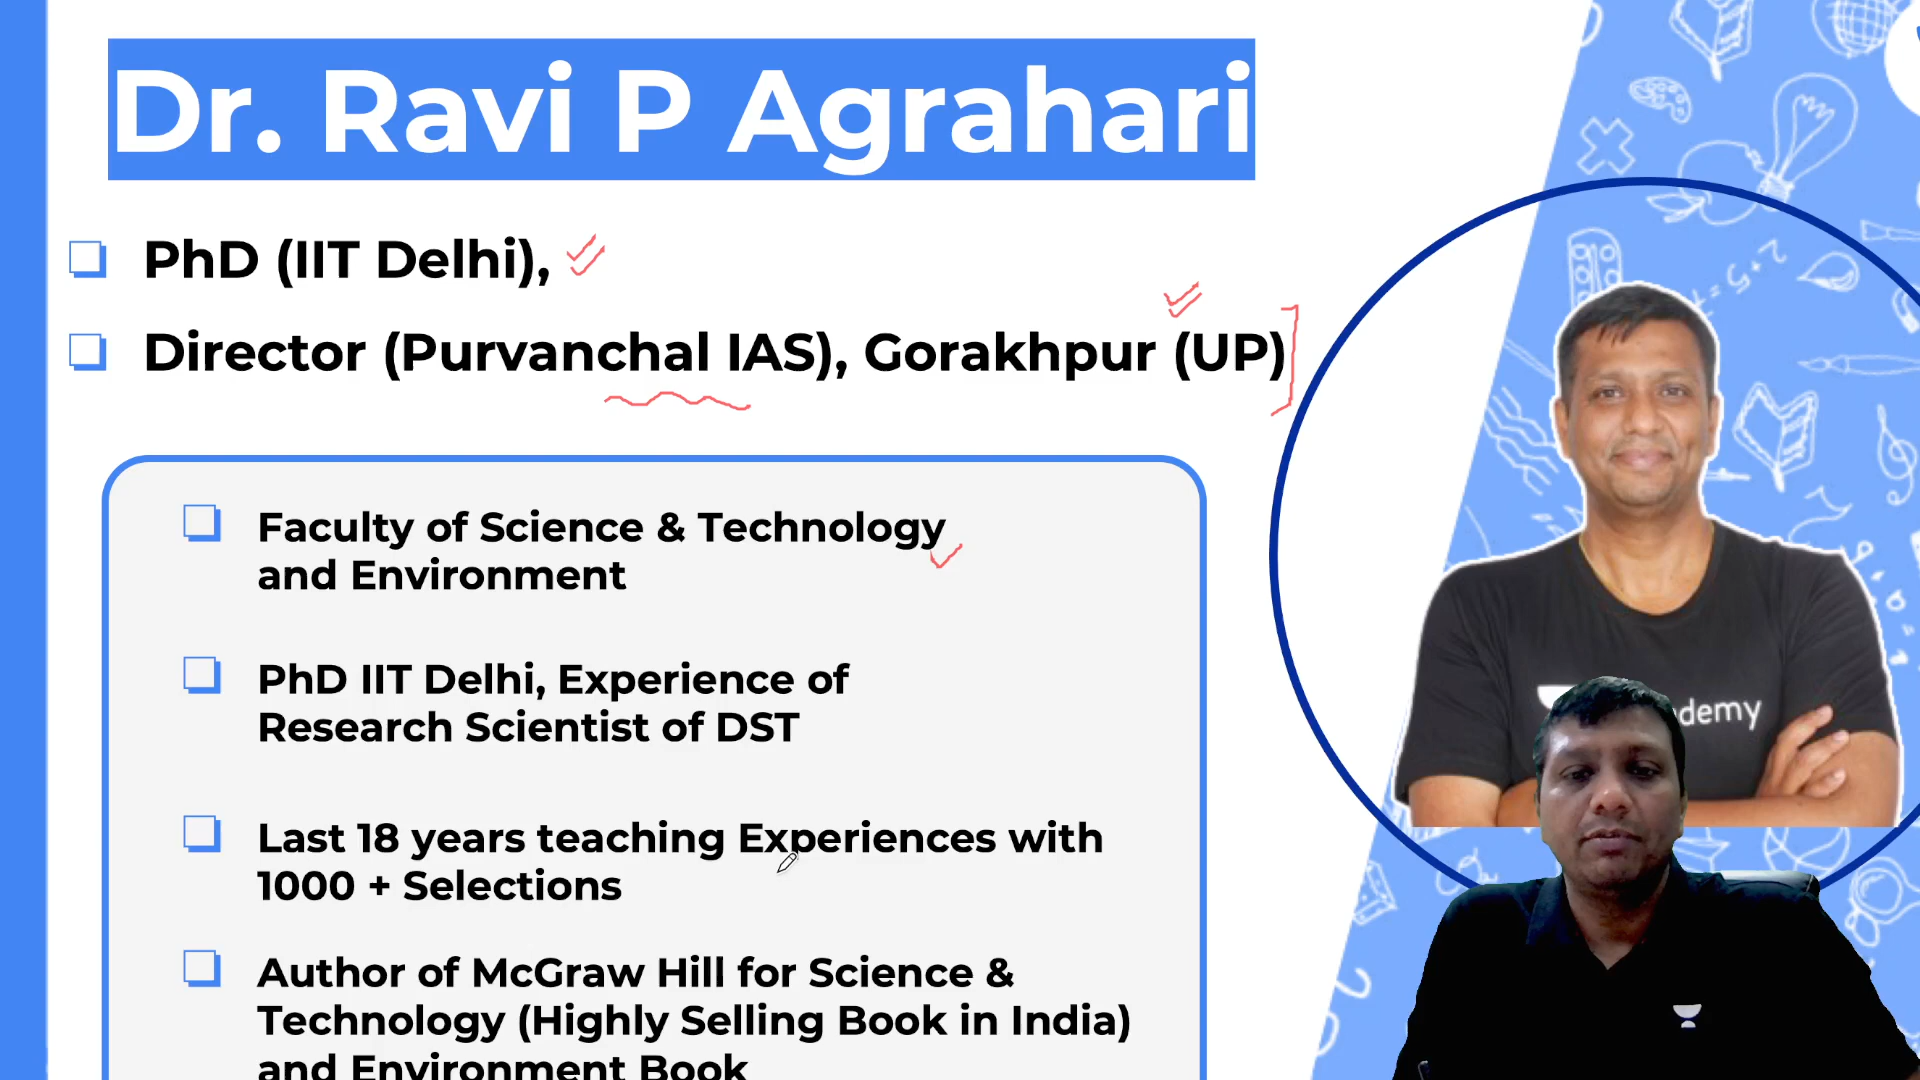 Dr. Ravi P Agrahari
PhD (IIT Delhi),
Director (Purvanchal IAS), Gorakhpur (UP)
Faculty of Science & Technology
and Environment
PhD IIT Delhi, Experience of
Research Scientist of DST
Last 18 years teaching Experiences with
1000 + Selections
Author of McGraw Hill for Science &
Technology (Highly Selling Book in India)
and Environment Book
demy